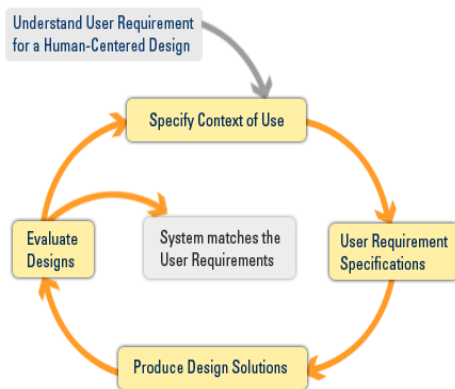 Understand User Requirement
for a Human-Centered Design
Specify Context of Use
Evaluate
Designs
System matches the
User Requirements
User Requirement
Specifications
Produce Design Solutions